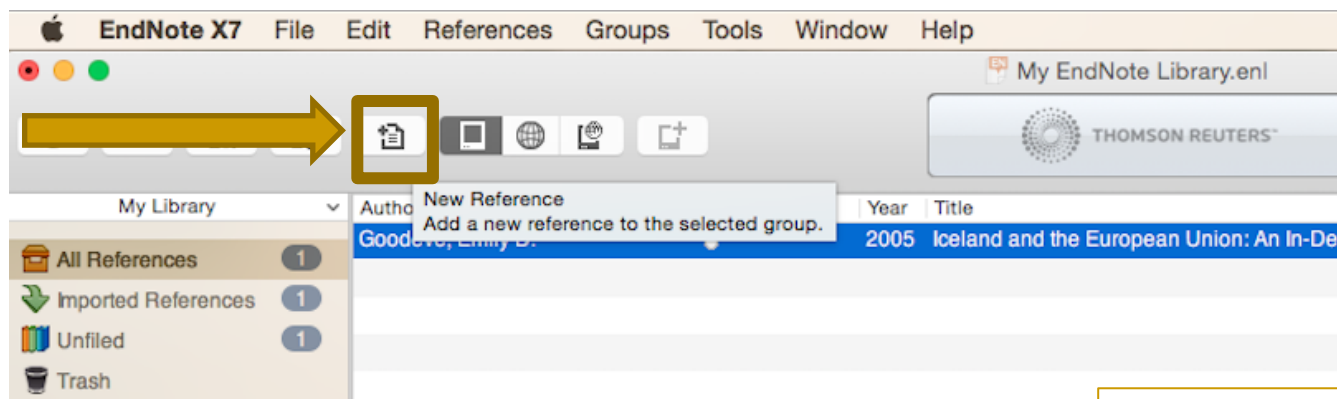 EndNote X7 File Edit References Groups Tools Window Help
My EndNote Library.enl
THOMSON REUTERS™
My Library
New Reference
Add a new reference to the selected group.
Year Title
2005 Iceland and the European Union: An In-De
All References 1
Imported References 1
Unfiled 1
Trash